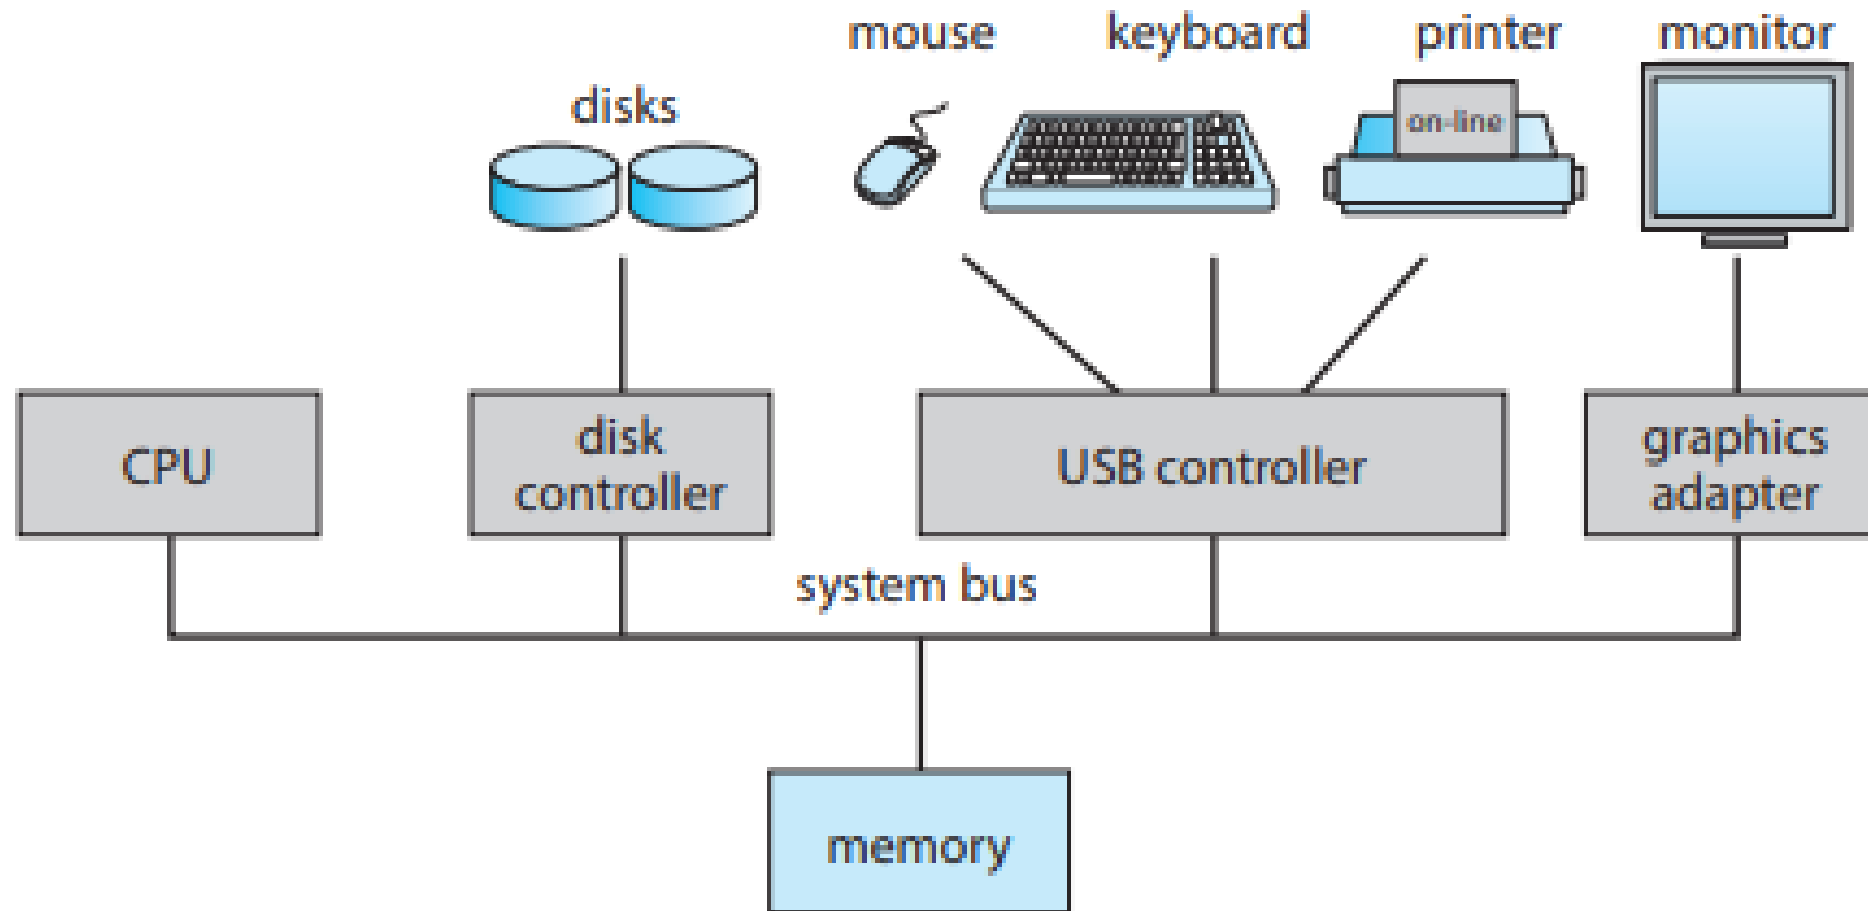 mouse
keyboard
printer
monitor
disks
on-line
CPU
disk
controller
USB controller
graphics
adapter
system bus
memory